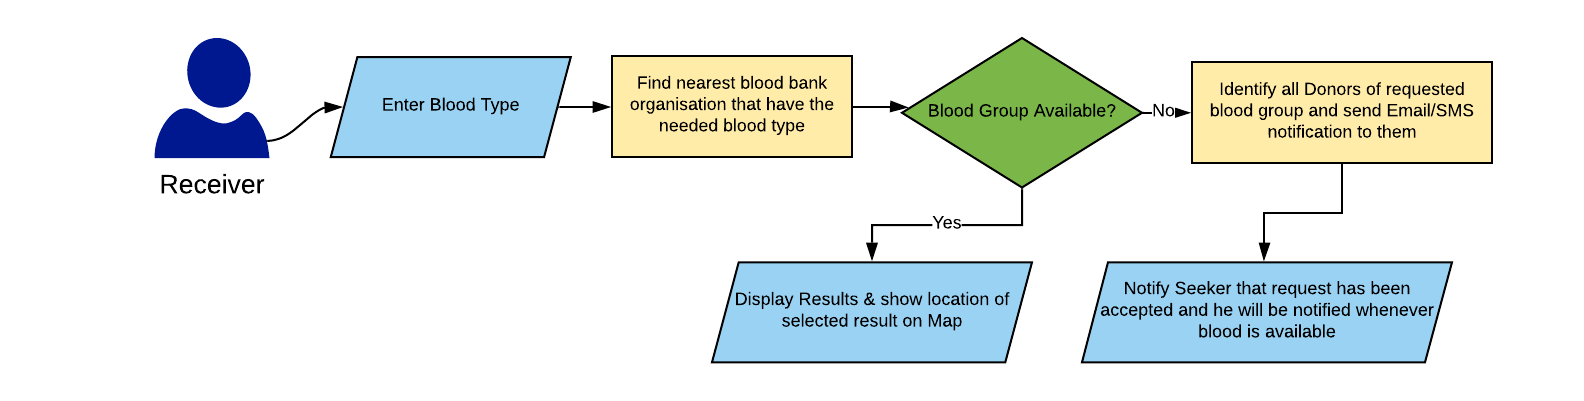 Receiver
Enter Blood Type
Find nearest blood bank
organisation that have the
needed blood type
Blood Group Available?
No
Identify all Donors of requested
blood group and send Email/SMS
notification to them
Yes
Display Results & show location of
selected result on Map
Notify Seeker that request has been
accepted and he will be notified whenever
blood is available